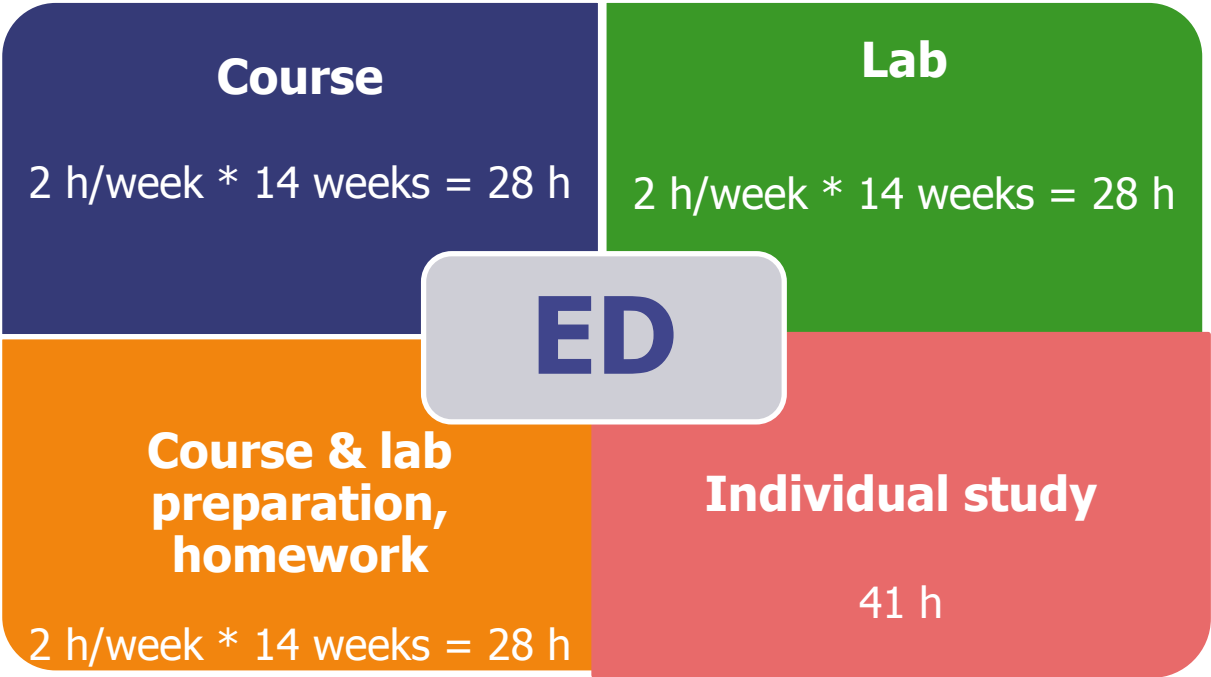 Course
2 h/week * 14 weeks = 28 h
Lab
2 h/week * 14 weeks = 28 h
ED
Course & lab
preparation,
homework
2 h/week * 14 weeks = 28 h
Individual study
41 h